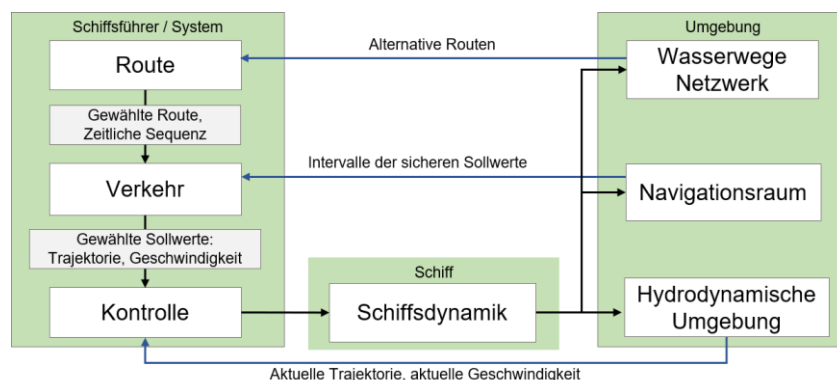 Schiffsführer / System
Umgebung
Route
Alternative Routen
Wasserwege
Netzwerk
Gewählte Route,
Zeitliche Sequenz
Verkehr
Intervalle der sicheren Sollwerte
Navigationsraum
Gewählte Sollwerte:
Trajektorie, Geschwindigkeit
Schiff
Kontrolle
Schiffsdynamik
Hydrodynamische
Umgebung
Aktuelle Trajektorie, aktuelle Geschwindigkeit